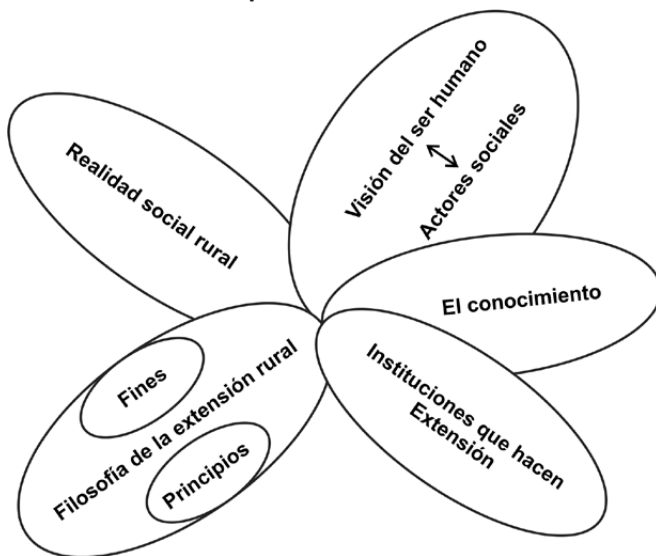 Realidad social rural
Visión del ser humano
Actores sociales
El conocimiento
Instituciones que hacen
Extensión
Filosofía de la extensión rural
Fines
Principios